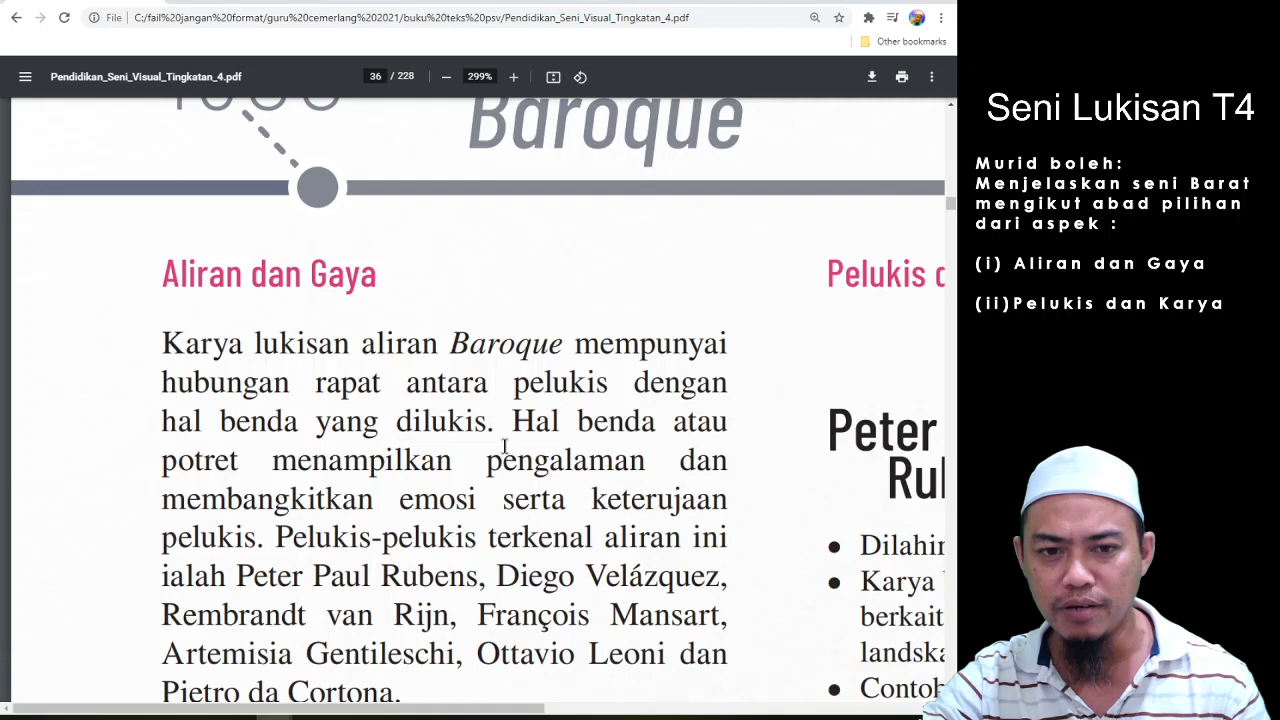 File
C:/fail%20jangan%20format/guru%20cemerlang%202021/buku%20teks%20psv/Pendidikan_Seni_Visual_Tingkatan_4.pdf
Other bookmarks
Pendidikan_Seni_Visual_Tingkatan_4.pdf
36 / 228
299%
Baroque
Aliran dan Gaya
Karya lukisan aliran Baroque mempunyai
hubungan rapat antara pelukis dengan
hal benda yang dilukis. Hal benda atau
potret menampilkan pengalaman dan
membangkitkan emosi serta keterujaan
pelukis. Pelukis-pelukis terkenal aliran ini
ialah Peter Paul Rubens, Diego Velázquez,
Rembrandt van Rijn, François Mansart,
Artemisia Gentileschi, Ottavio Leoni dan
Pietro da Cortona.
Pelukis
Peter
Dilahir
Karya
berkait
landska
Contoh
Seni Lukisan T4
Murid boleh:
Menjelaskan seni Barat
mengikut abad pilihan
dari aspek :
(i) Aliran dan Gaya
(ii)Pelukis dan Karya